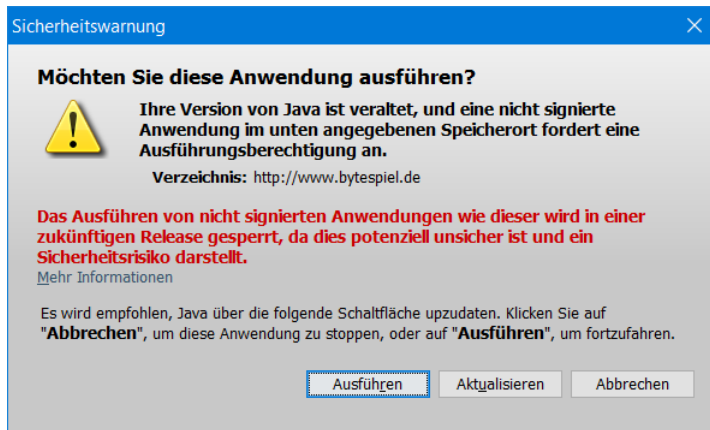 Sicherheitswarnung
Möchten Sie diese Anwendung ausführen?
Ihre Version von Java ist veraltet, und eine nicht signierte
Anwendung im unten angegebenen Speicherort fordert eine
Ausführungsberechtigung an.
Verzeichnis: http://www.bytespiel.de
Das Ausführen von nicht signierten Anwendungen wie dieser wird in einer
zukünftigen Release gesperrt, da dies potenziell unsicher ist und ein
Sicherheitsrisiko darstellt.
Mehr Informationen
Es wird empfohlen, Java über die folgende Schaltfläche upzudaten. Klicken Sie auf
"Abbrechen", um diese Anwendung zu stoppen, oder auf "Ausführen", um fortzufahren.
Ausführen Aktualisieren Abbrechen